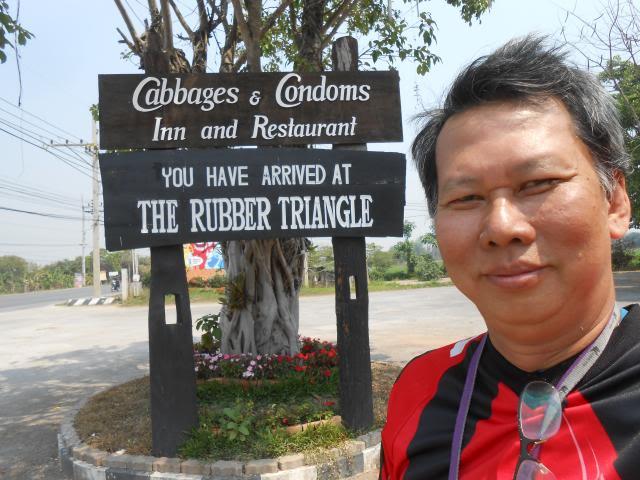 Cabbages & Condoms
Inn and Restaurant
YOU HAVE ARRIVED AT
THE RUBBER TRIANGLE